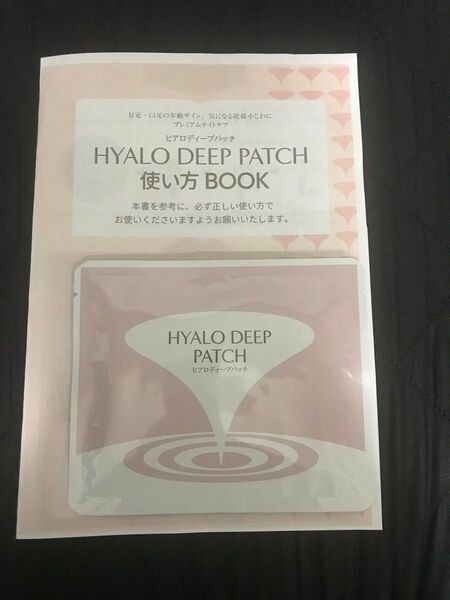 目元・口元の年齢サイン、気になる乾燥小じわに
プレミアムナイトケア
ヒアロディープパッチ
HYALO DEEP PATCH
使い方 BOOK
本書を参考に、必ず正しい使い方で
お使いくださいますようお願いいたします。
HYALO DEEP
PATCH
ヒアロディープパッチ